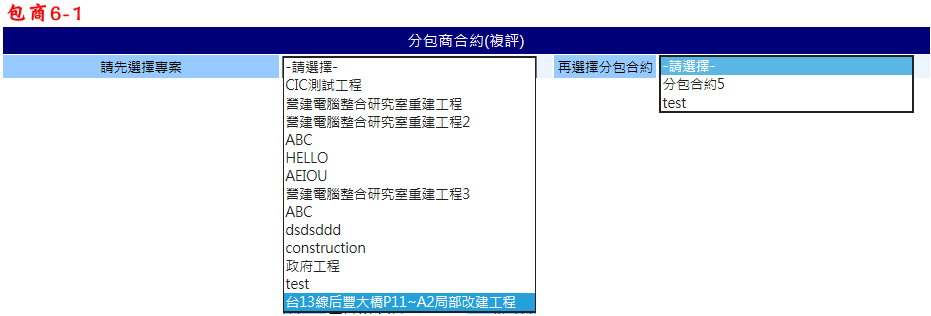 包商6-1
分包商合約(複評)
請先選擇專案
-請選擇-
CIC測試工程
營建電腦整合研究室重建工程
營建電腦整合研究室重建工程2
ABC
HELLO
AEIOU
營建電腦整合研究室重建工程3
ABC
dsdsddd
construction
政府工程
test
台13線后豐大橋P11~A2局部改建工程
再選擇分包合約
-請選擇-
分包合約5
test